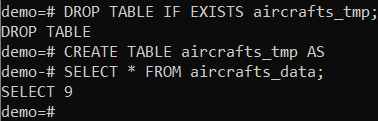 demo=# DROP TABLE IF EXISTS aircrafts_tmp;
DROP TABLE
demo=# CREATE TABLE aircrafts_tmp AS
demo-# SELECT * FROM aircrafts_data;
SELECT 9
demo=#